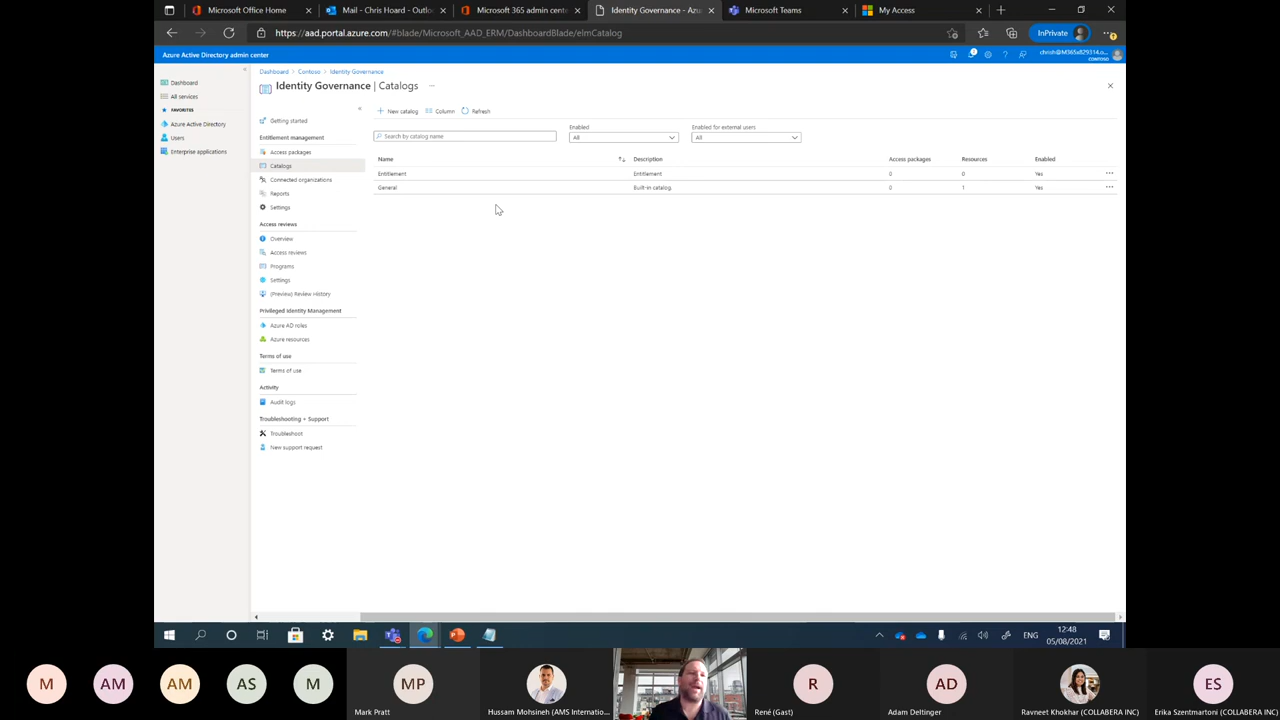 Microsoft Office Home
Mail - Chris Hoard - Outloo
Microsoft 365 admin cente
Identity Governance - Azu
Microsoft Teams
My Access
https://aad.portal.azure.com/#blade/Microsoft_AAD_ERM/DashboardBlade/elmCatalog
InPrivate
Azure Active Directory admin center
chrish@M365x829314.o...
CONTOSO
Dashboard
All services
FAVORITES
Azure Active Directory
Users
Enterprise applications
Dashboard > Contoso > Identity Governance
Identity Governance | Catalogs
Getting started
Entitlement management
Access packages
Catalogs
Connected organizations
Reports
Settings
Access reviews
Overview
Access reviews
Programs
Settings
(Preview) Review History
Privileged Identity Management
Azure AD roles
Azure resources
Terms of use
Terms of use
Activity
Audit logs
Troubleshooting + Support
Troubleshoot
New support request
New catalog Column Refresh
Search by catalog name
Enabled
All
Enabled for external users
All
Name Description Access packages Resources Enabled
Entitlement Entitlement 0 0 Yes
General Built-in catalog. 0 1 Yes
ENG
12:48
05/08/2021
M
AM
AM
AS
M
MP
R
AD
ES
Mark Pratt
Hussam Mohsineh (AMS Internatio...
René (Gast)
Adam Deltinger
Ravneet Khokhar (COLLABERA INC)
Erika Szentmartoni (COLLABERA INC)